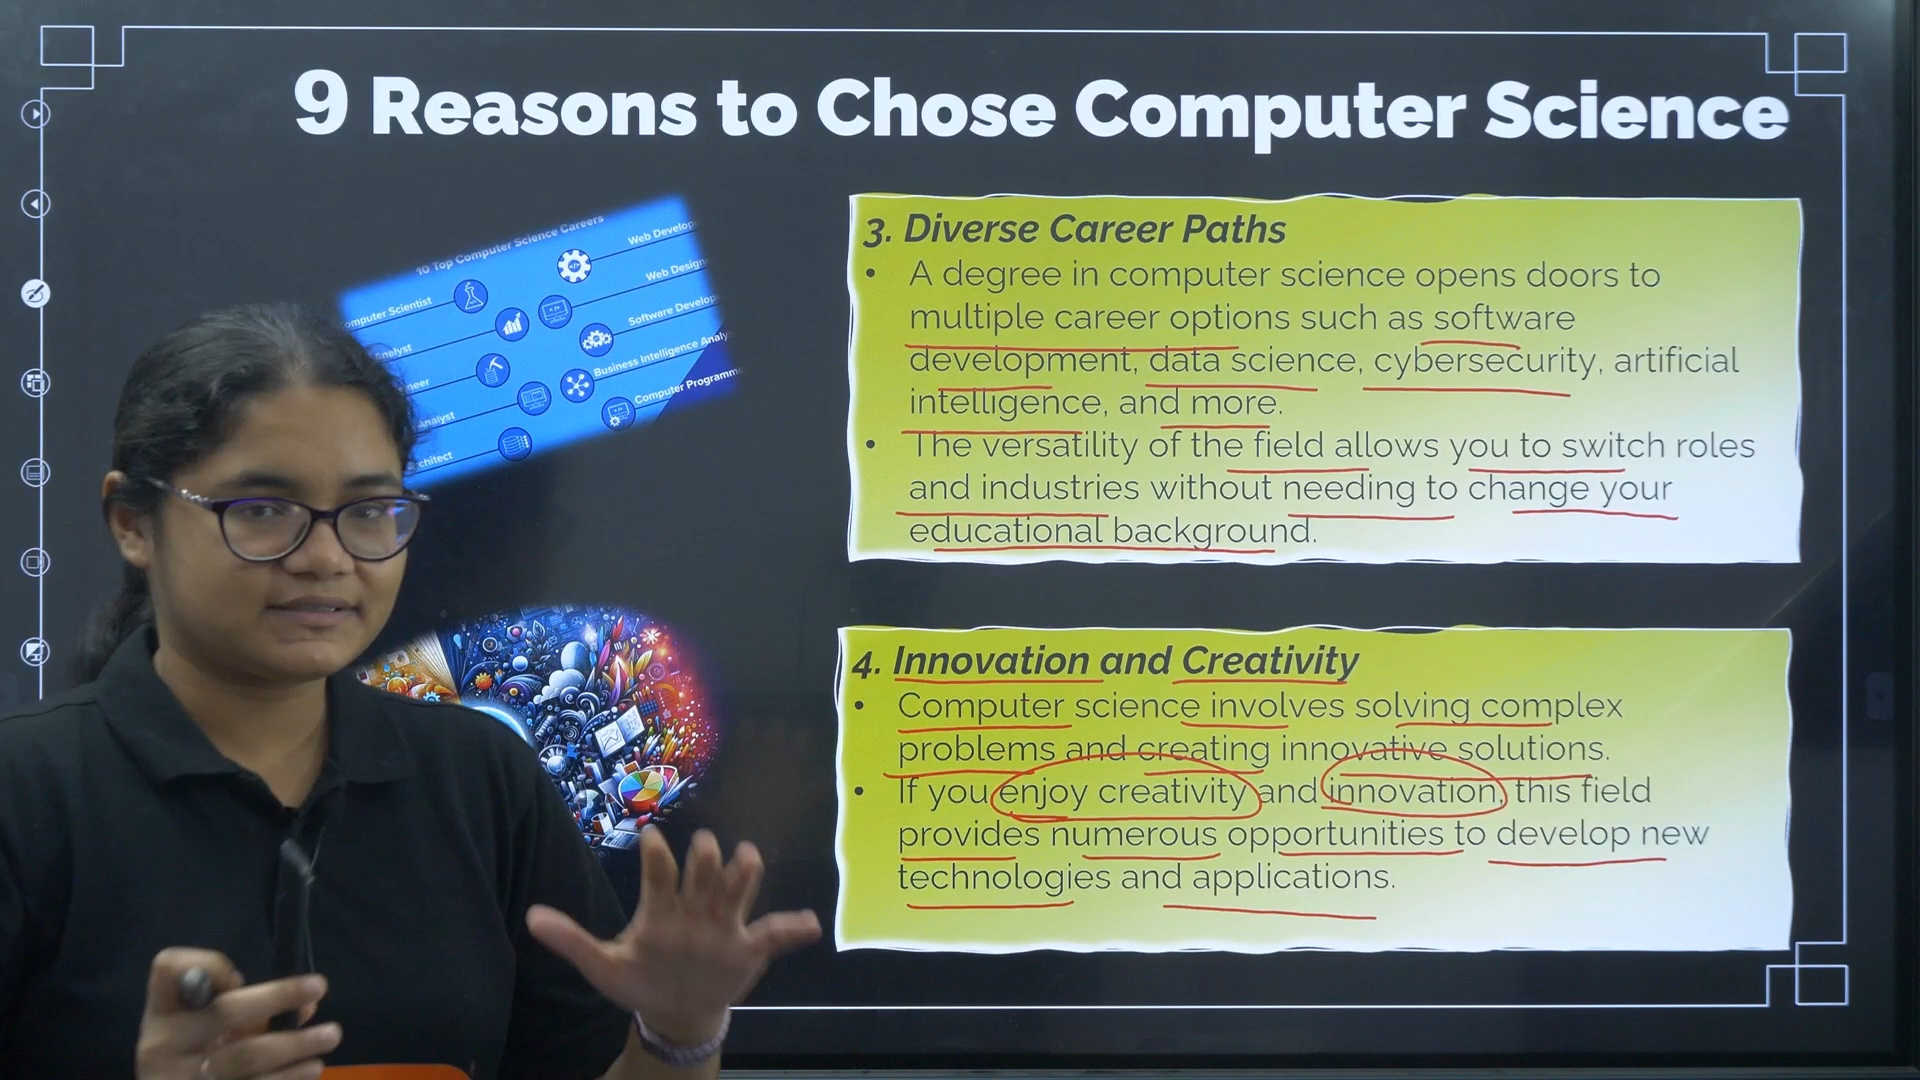 9 Reasons to Chose Computer Science
10 Top Computer Science Careers
Web Develop
omputer Scientist
Web Design
nalyst
Software Develop
neer
Business Intelligence Analy
Analyst
Computer Programme
chitect
3. Diverse Career Paths
• A degree in computer science opens doors to
multiple career options such as software
development, data science, cybersecurity, artificial
intelligence, and more.
• The versatility of the field allows you to switch roles
and industries without needing to change your
educational background.
4. Innovation and Creativity
• Computer science involves solving complex
problems and creating innovative solutions.
• If you enjoy creativity and innovation, this field
provides numerous opportunities to develop new
technologies and applications.